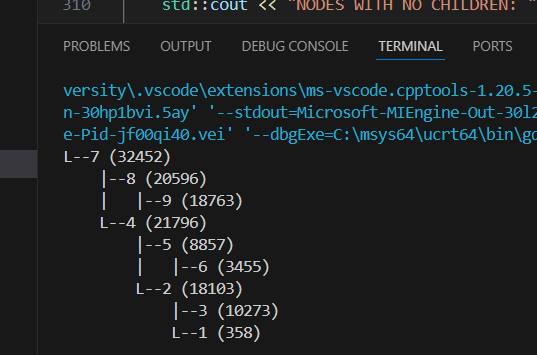 310 std::cout << "NODES WITH NO CHILDREN: "
PROBLEMS OUTPUT DEBUG CONSOLE TERMINAL PORTS
versity\.vscode\extensions\ms-vscode.cpptools-1.20.5-
n-30hp1bvi.5ay' '--stdout=Microsoft-MIEngine-Out-30l2
e-Pid-jf00qi40.vei' '--dbgExe=C:\msys64\ucrt64\bin\gd
L--7 (32452)
    |--8 (20596)
    |   |--9 (18763)
    L--4 (21796)
        |--5 (8857)
        |   |--6 (3455)
        L--2 (18103)
            |--3 (10273)
            L--1 (358)